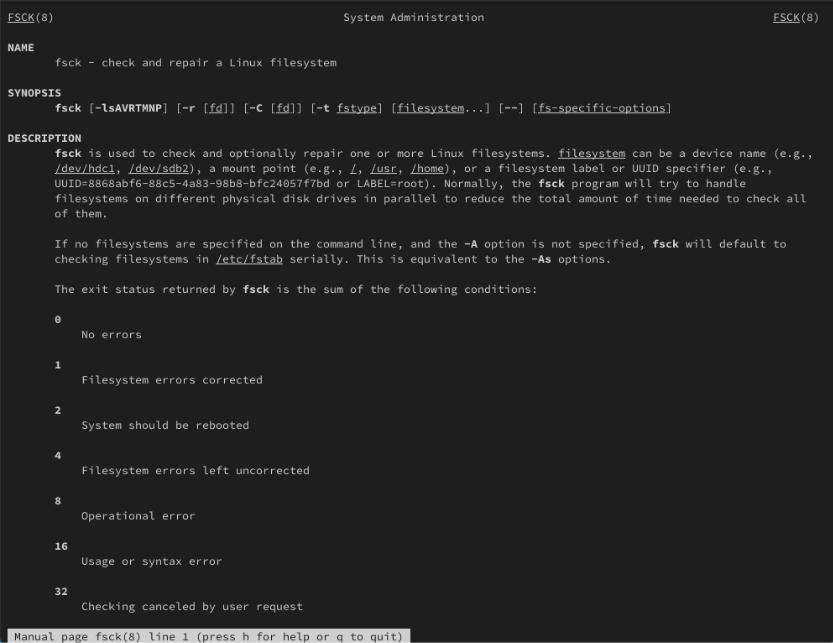 FSCK(8) System Administration FSCK(8)
NAME
fsck - check and repair a Linux filesystem
SYNOPSIS
fsck [-lsAVRTMNP] [-r [fd]] [-C [fd]] [-t fstype] [filesystem...] [--] [fs-specific-options]
DESCRIPTION
fsck is used to check and optionally repair one or more Linux filesystems. filesystem can be a device name (e.g.,
/dev/hdc1, /dev/sdb2), a mount point (e.g., /, /usr, /home), or a filesystem label or UUID specifier (e.g.,
UUID=8868abf6-88c5-4a83-98b8-bfc24057f7bd or LABEL=root). Normally, the fsck program will try to handle
filesystems on different physical disk drives in parallel to reduce the total amount of time needed to check all
of them.
If no filesystems are specified on the command line, and the -A option is not specified, fsck will default to
checking filesystems in /etc/fstab serially. This is equivalent to the -As options.
The exit status returned by fsck is the sum of the following conditions:
0
No errors
1
Filesystem errors corrected
2
System should be rebooted
4
Filesystem errors left uncorrected
8
Operational error
16
Usage or syntax error
32
Checking canceled by user request
Manual page fsck(8) line 1 (press h for help or q to quit)